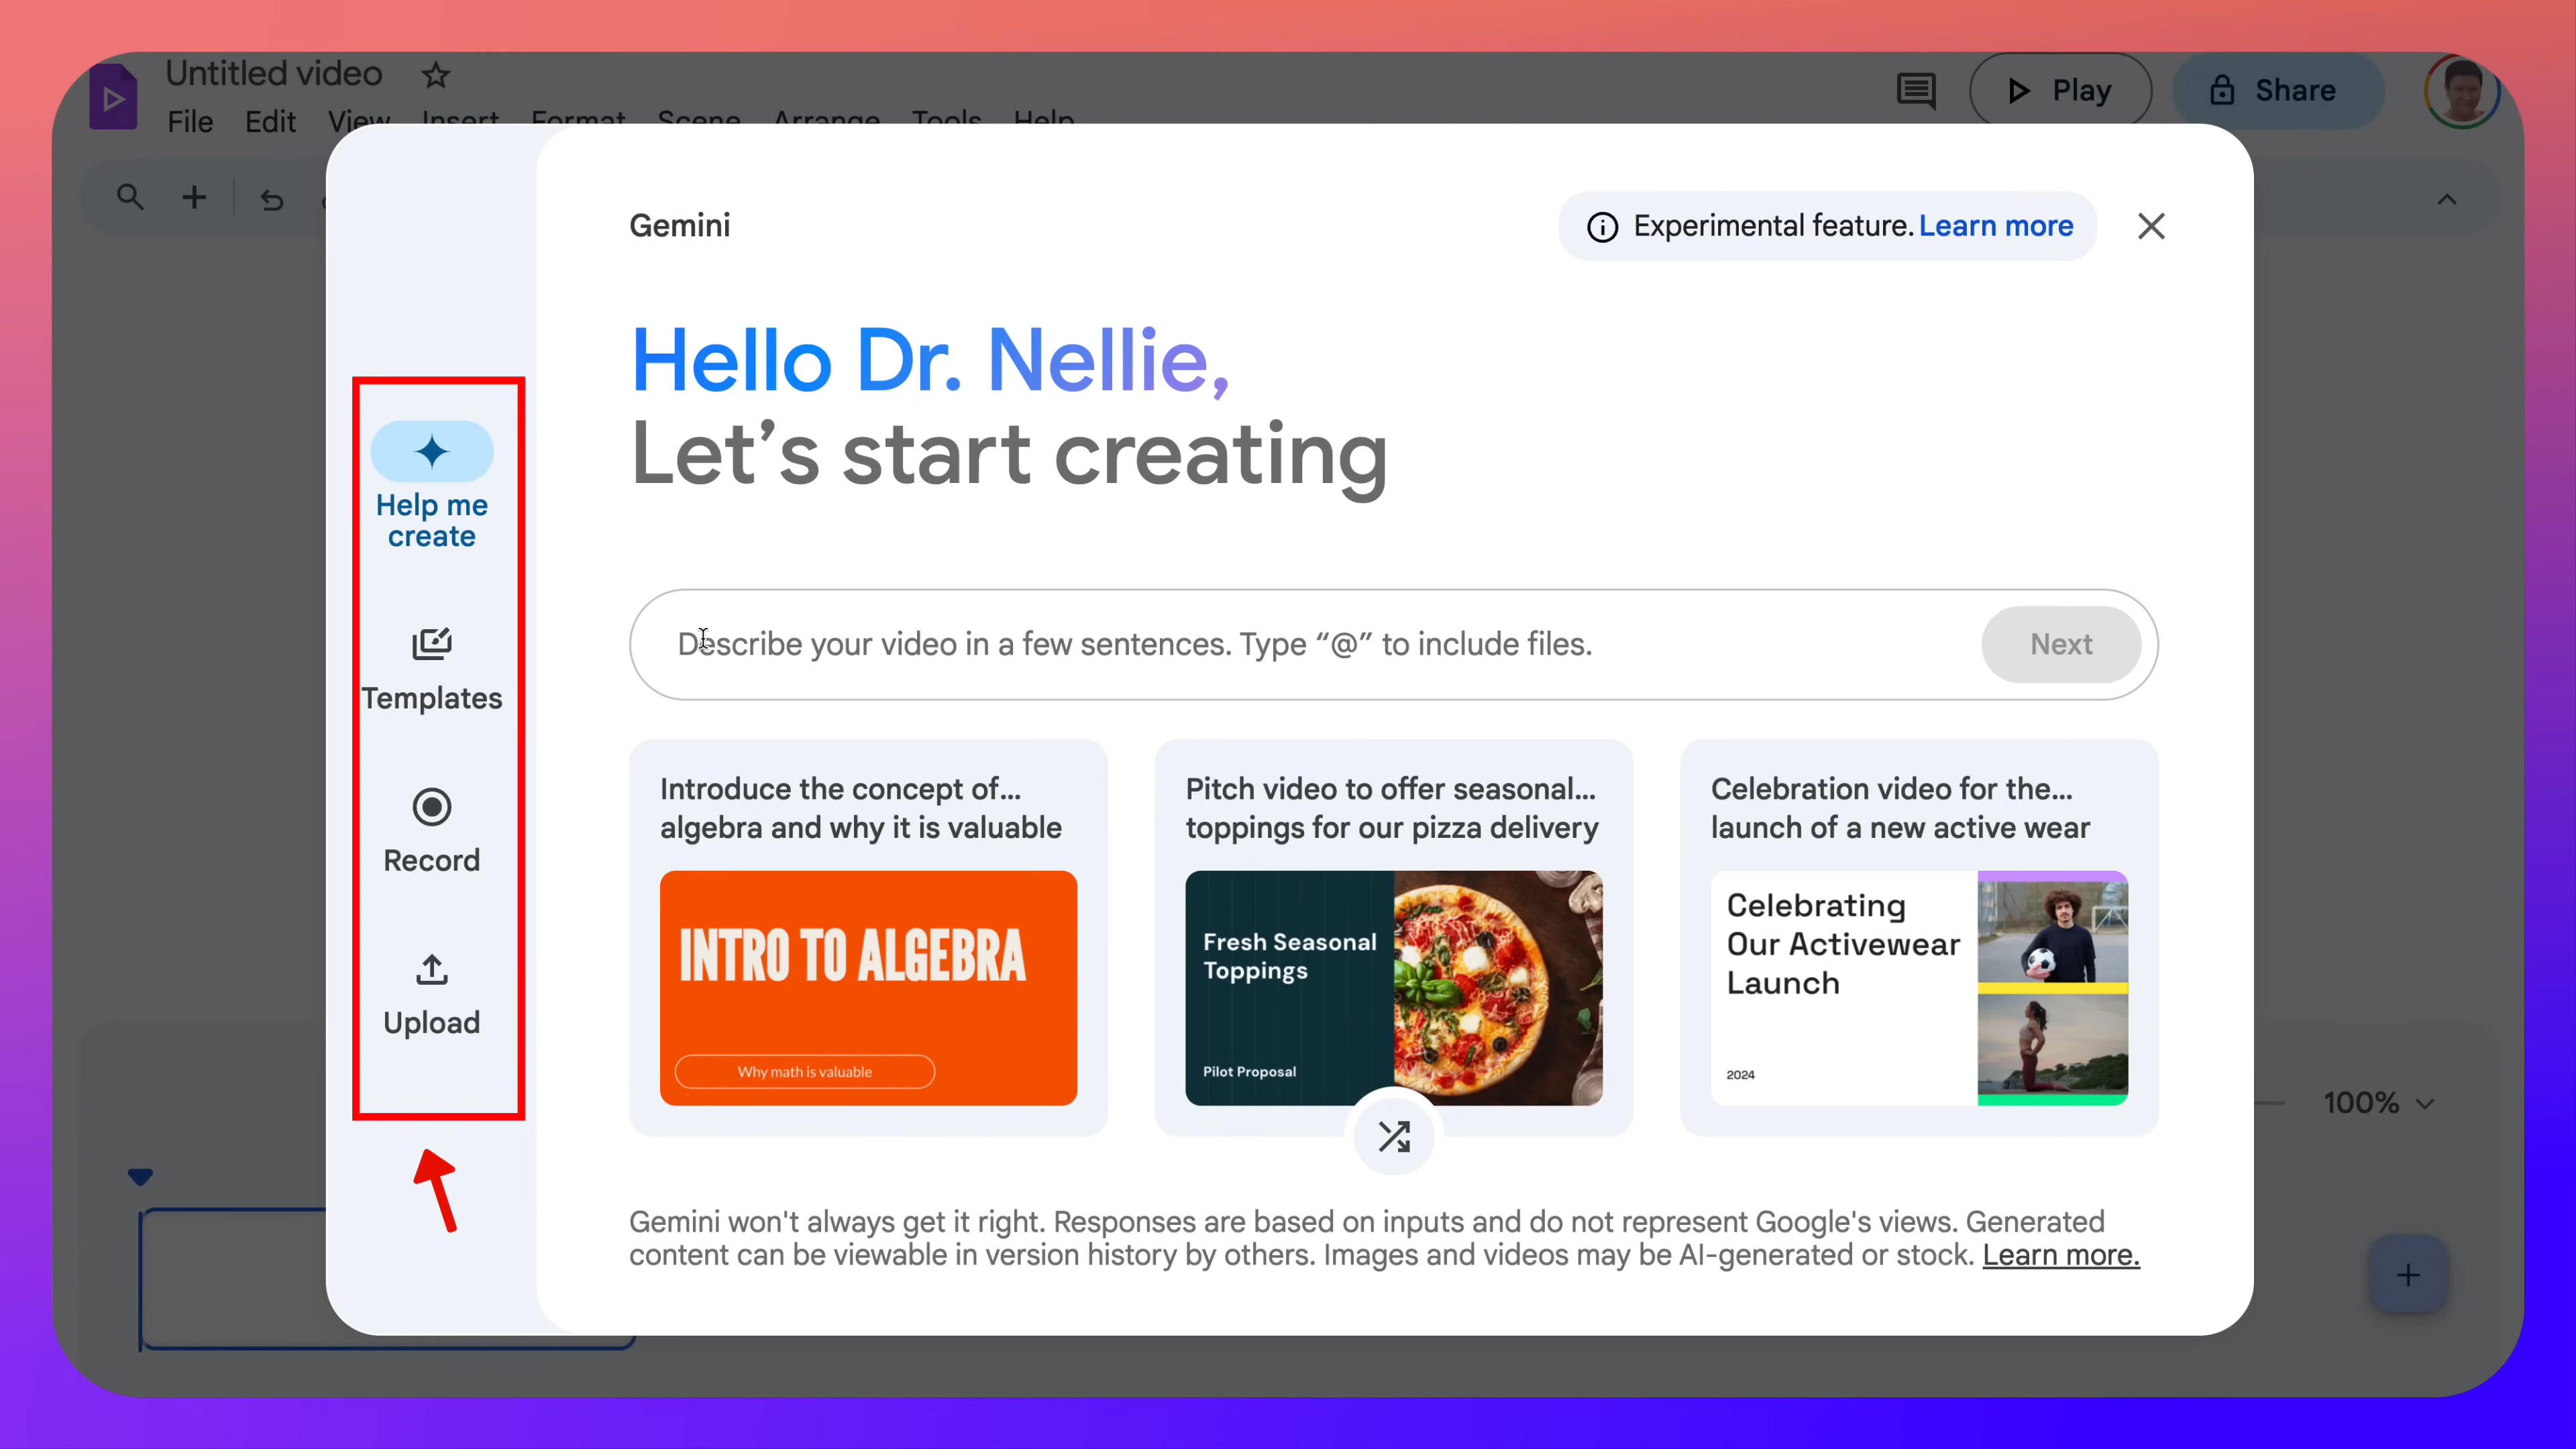 Untitled video
File Edit View Insert Format Scene Arrange Tools Help
Play
Share
Gemini
Experimental feature. Learn more
Hello Dr. Nellie,
Let’s start creating
Help me
create
Templates
Record
Upload
Describe your video in a few sentences. Type “@” to include files.
Next
Introduce the concept of...
algebra and why it is valuable
INTRO TO ALGEBRA
Why math is valuable
Pitch video to offer seasonal...
toppings for our pizza delivery
Fresh Seasonal
Toppings
Pilot Proposal
Celebration video for the...
launch of a new active wear
Celebrating
Our Activewear
Launch
2024
100%
Gemini won't always get it right. Responses are based on inputs and do not represent Google's views. Generated
content can be viewable in version history by others. Images and videos may be AI-generated or stock. Learn more.